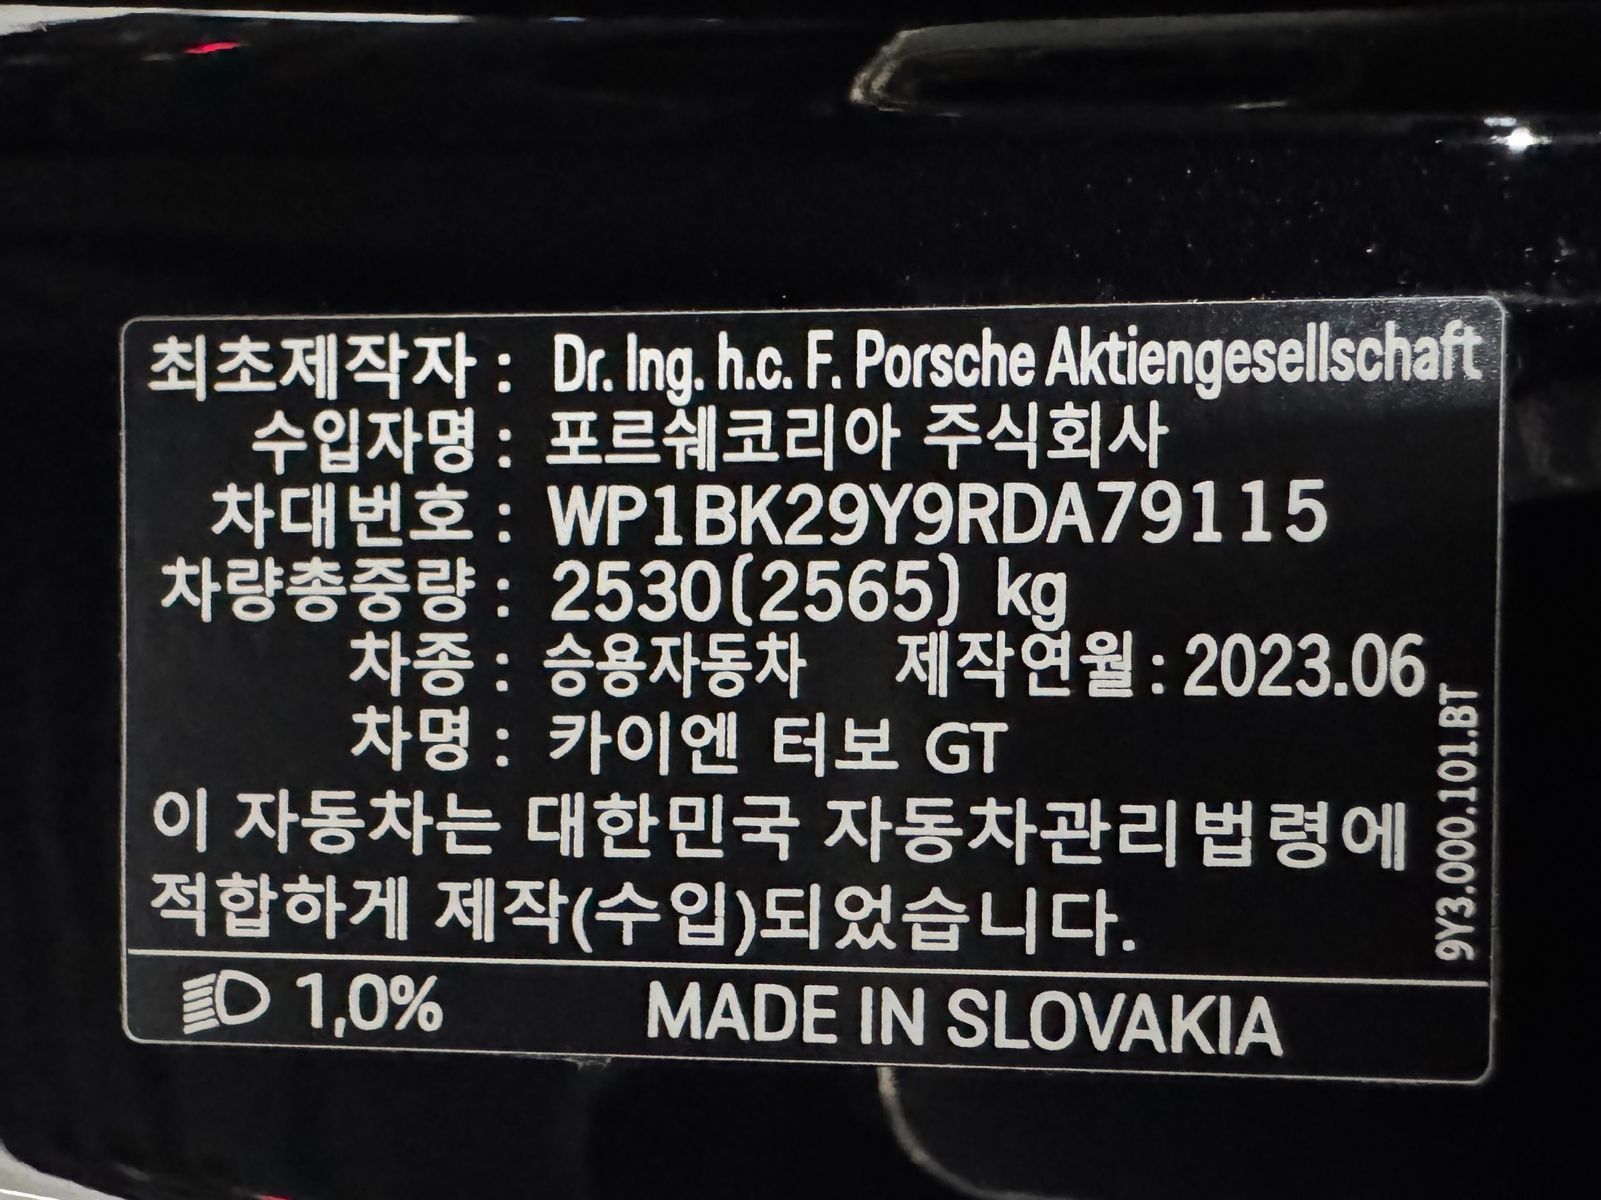 최초제작자 : Dr. Ing. h.c. F. Porsche Aktiengesellschaft
수입자명 : 포르쉐코리아 주식회사
차대번호 : WP1BK29Y9RDA79115
차량총중량 : 2530(2565) kg
차종 : 승용자동차 제작연월 : 2023.06
차명 : 카이엔 터보 GT
이 자동차는 대한민국 자동차관리법령에
적합하게 제작(수입)되었습니다.
9Y3.000.101.BT
1,0% MADE IN SLOVAKIA